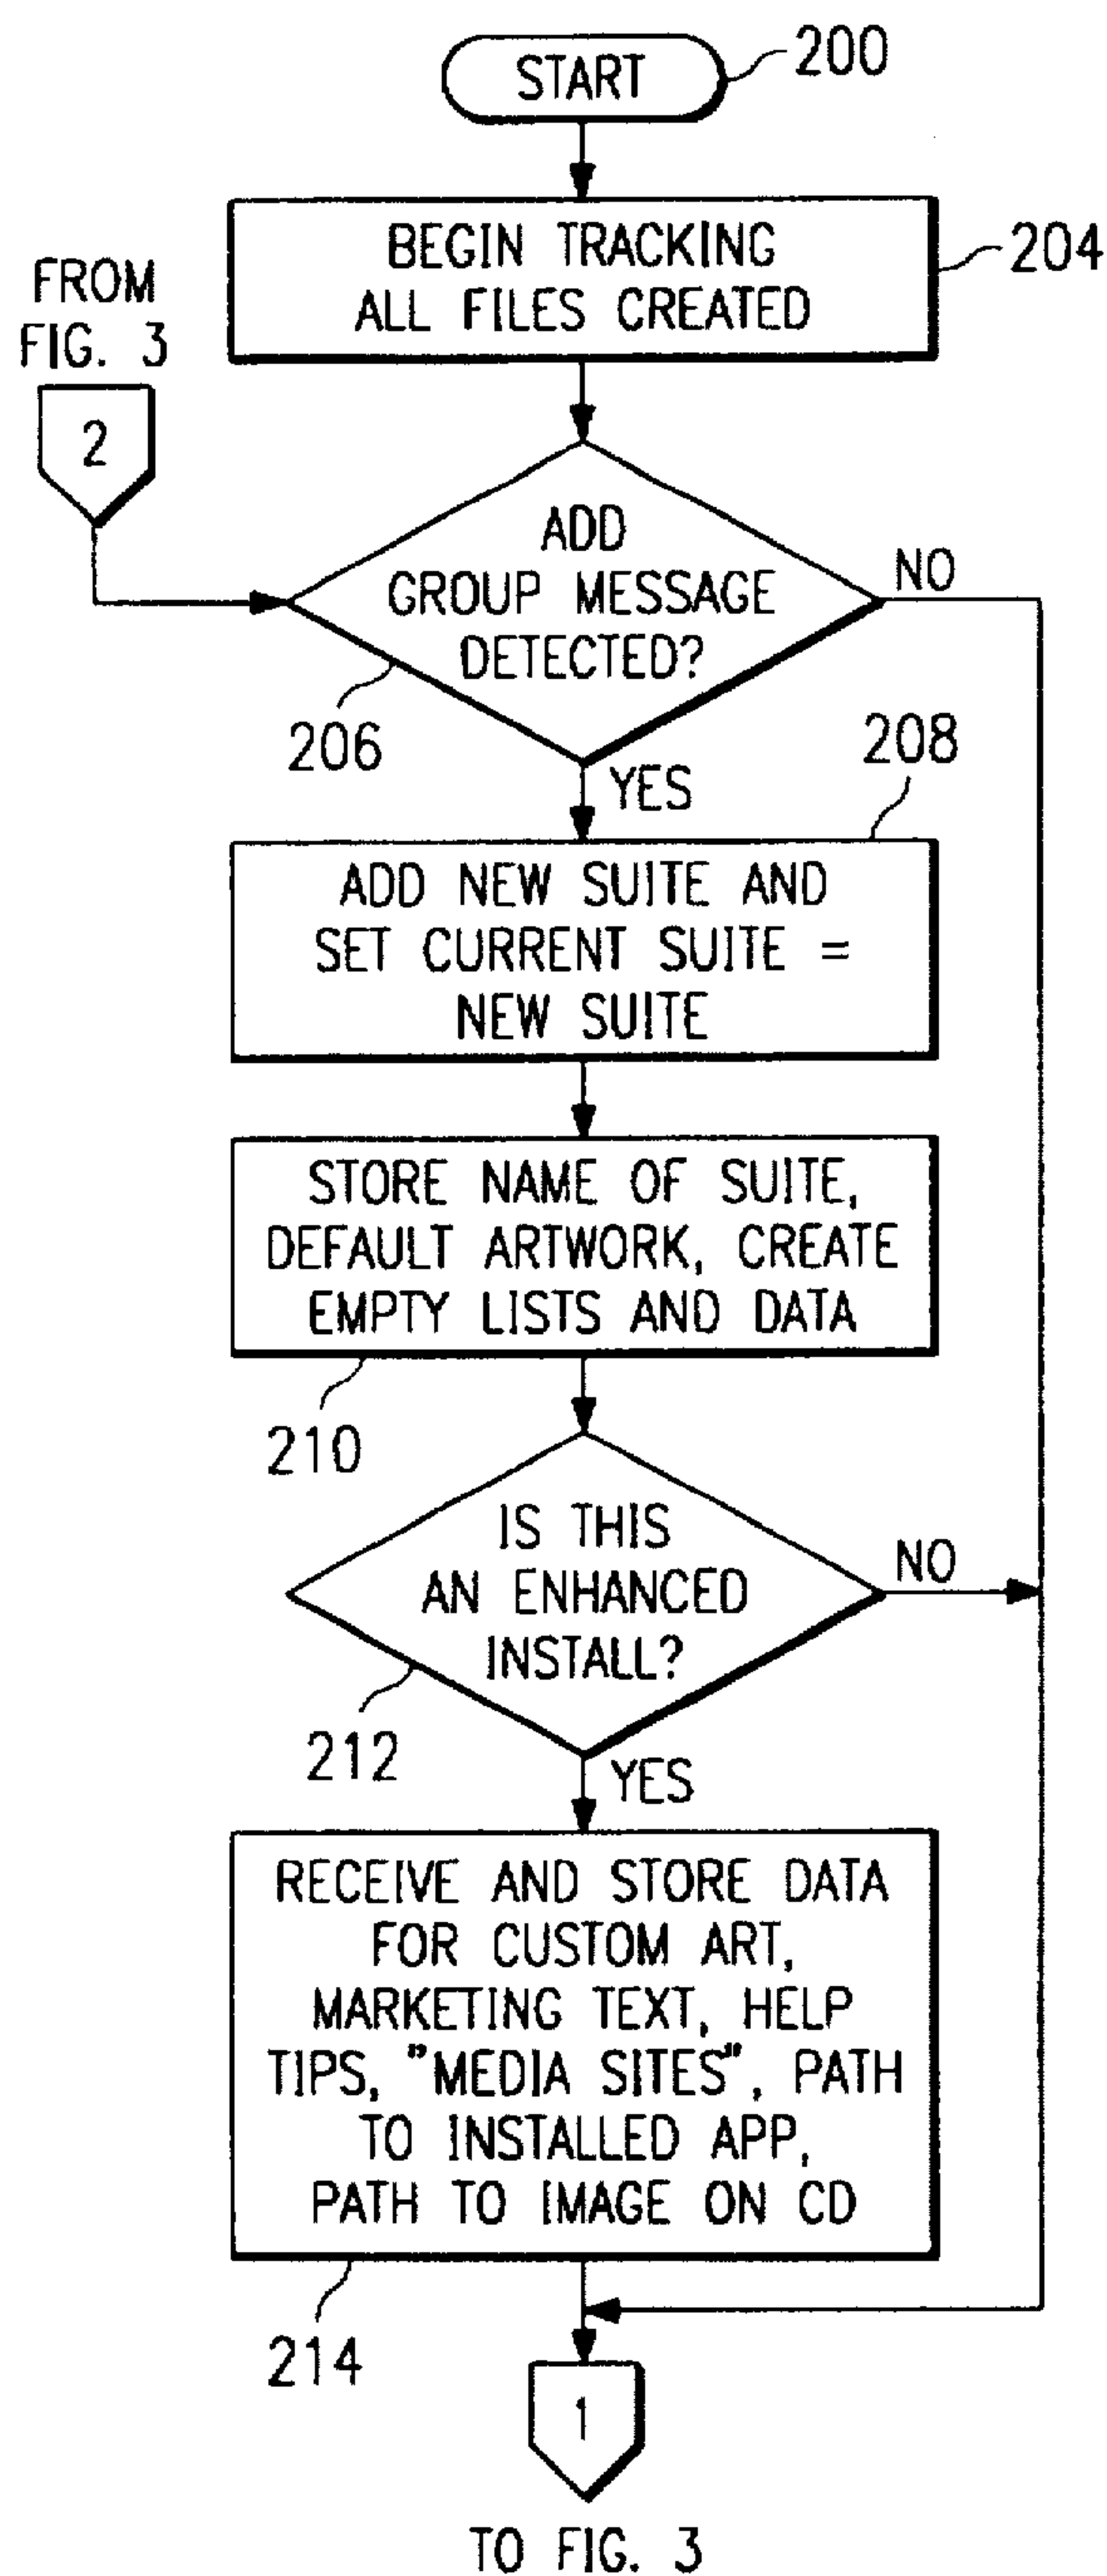 START
200
BEGIN TRACKING
ALL FILES CREATED
204
FROM
FIG. 3
2
ADD
GROUP MESSAGE
DETECTED?
NO
206
YES
208
ADD NEW SUITE AND
SET CURRENT SUITE =
NEW SUITE
STORE NAME OF SUITE,
DEFAULT ARTWORK, CREATE
EMPTY LISTS AND DATA
210
IS THIS
AN ENHANCED
INSTALL?
NO
212
YES
RECEIVE AND STORE DATA
FOR CUSTOM ART,
MARKETING TEXT, HELP
TIPS, "MEDIA SITES", PATH
TO INSTALLED APP,
PATH TO IMAGE ON CD
214
1
TO FIG. 3